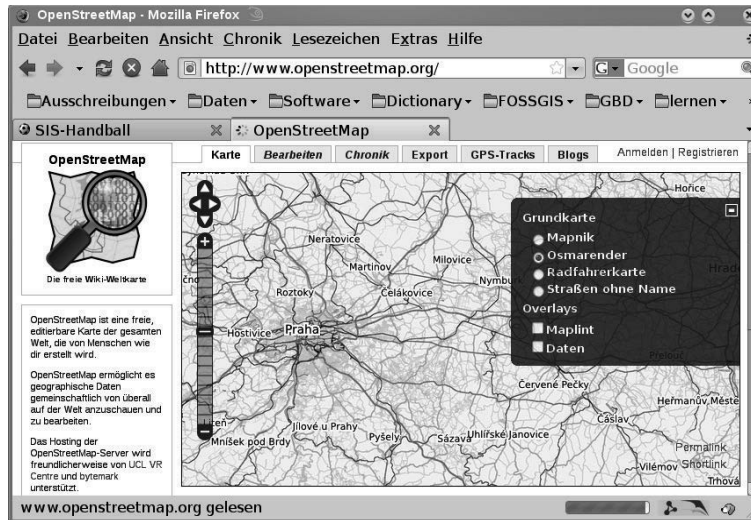 OpenStreetMap - Mozilla Firefox
Datei Bearbeiten Ansicht Chronik Lesezeichen Extras Hilfe
http://www.openstreetmap.org/
G Google
Ausschreibungen Daten Software Dictionary FOSSGIS GBD lernen
SIS-Handball
OpenStreetMap
OpenStreetMap
Die freie Wiki-Weltkarte
OpenStreetMap ist eine freie,
editierbare Karte der gesamten
Welt, die von Menschen wie
dir erstellt wird.
OpenStreetMap ermöglicht es
geographische Daten
gemeinschaftlich von überall
auf der Welt anzuschauen und
zu bearbeiten.
Das Hosting der
OpenStreetMap-Server wird
freundlicherweise von UCL VR
Centre und bytemark
unterstützt.
Karte Bearbeiten Chronik Export GPS-Tracks Blogs Anmelden | Registrieren
Hořice
Neratovice
Martinov
Milovice
Roztoky
Čelákovice
Nymbu
Hostivice
Praha
Grundkarte
Mapnik
Osmarender
Radfahrerkarte
Straßen ohne Name
Overlays
Maplint
Daten
Hrade
Přelouč
Červené Pečky
Heřmanův Měste
Čáslav
Jílové u Prahy
Mníšek pod Brdy
Pyšely
Sázava
Uhlířské Janovice
Permalink
Shortlink
Vilémov
Trhová
www.openstreetmap.org gelesen